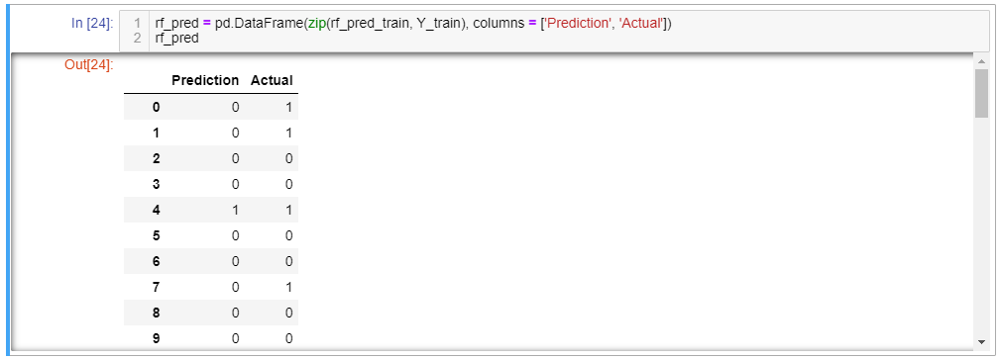 In [24]: 1 rf_pred = pd.DataFrame(zip(rf_pred_train, Y_train), columns = ['Prediction', 'Actual'])
2 rf_pred
Out[24]:
Prediction Actual
0 0 1
1 0 1
2 0 0
3 0 0
4 1 1
5 0 0
6 0 0
7 0 1
8 0 0
9 0 0